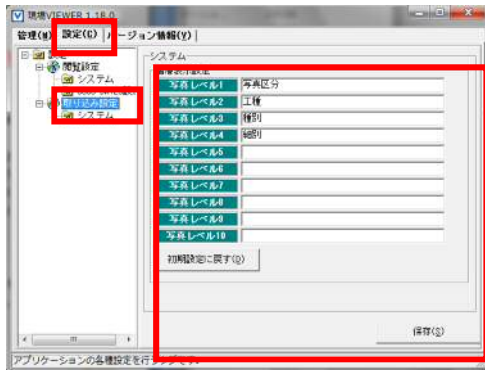 現場VIEWER 1.18.0
管理(M) 設定(C) バージョン情報(V)
設定
閲覧設定
システム
取り込み設定
システム
システム
写真レベル1 写真区分
写真レベル2 工種
写真レベル3 種別
写真レベル4 細別
写真レベル5
写真レベル6
写真レベル7
写真レベル8
写真レベル9
写真レベル10
初期設定に戻す(D)
保存(S)
アプリケーションの各種設定を行